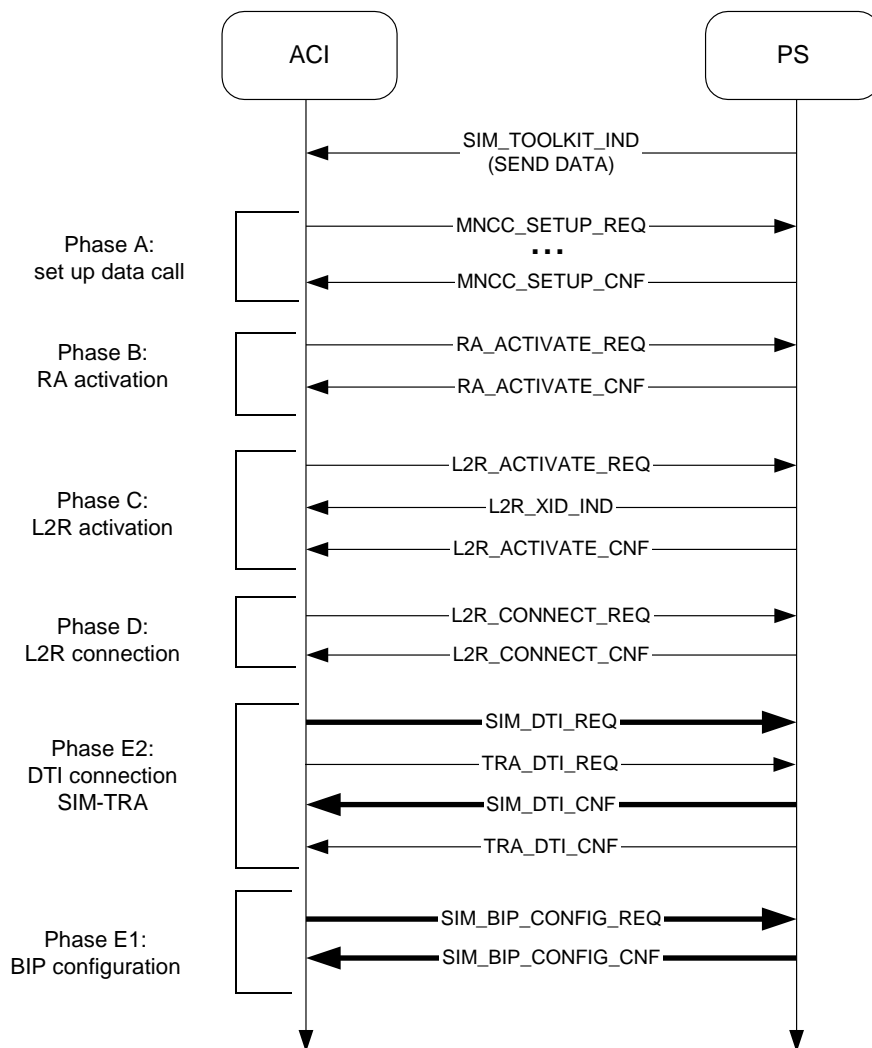 ACI
PS
SIM_TOOLKIT_IND
(SEND DATA)
Phase A:
set up data call
MNCC_SETUP_REQ
...
MNCC_SETUP_CNF
Phase B:
RA activation
RA_ACTIVATE_REQ
RA_ACTIVATE_CNF
Phase C:
L2R activation
L2R_ACTIVATE_REQ
L2R_XID_IND
L2R_ACTIVATE_CNF
Phase D:
L2R connection
L2R_CONNECT_REQ
L2R_CONNECT_CNF
Phase E2:
DTI connection
SIM-TRA
SIM_DTI_REQ
TRA_DTI_REQ
SIM_DTI_CNF
TRA_DTI_CNF
Phase E1:
BIP configuration
SIM_BIP_CONFIG_REQ
SIM_BIP_CONFIG_CNF